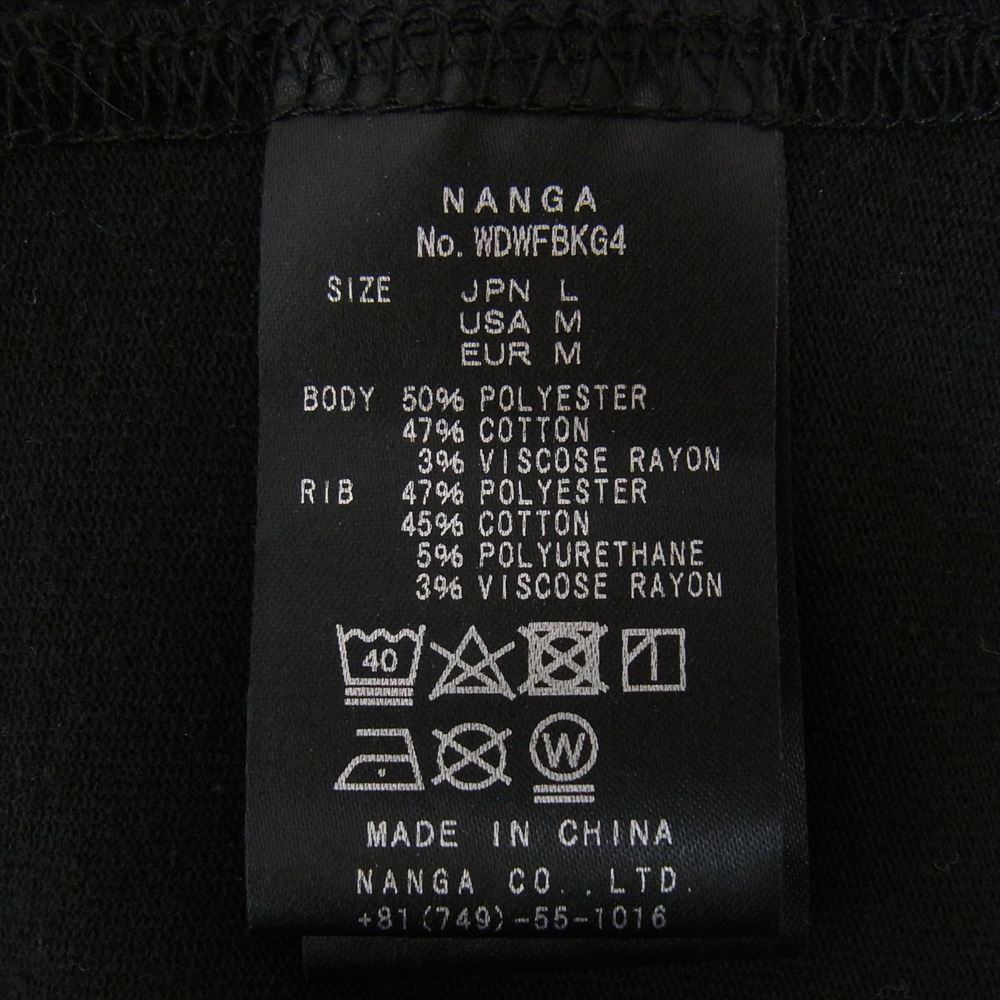 NANGA
No. WDWFBKG4
SIZE JPN L
USA M
EUR M
BODY 50% POLYESTER
47% COTTON
3% VISCOSE RAYON
RIB 47% POLYESTER
45% COTTON
5% POLYURETHANE
3% VISCOSE RAYON
40
W
MADE IN CHINA
NANGA CO.,LTD.
+81(749)-55-1016